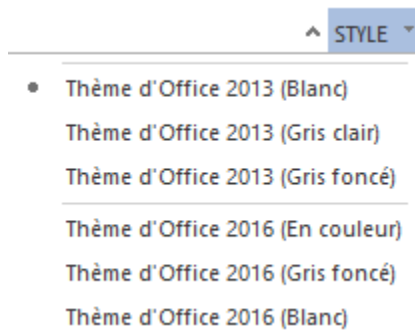 STYLE
Thème d'Office 2013 (Blanc)
Thème d'Office 2013 (Gris clair)
Thème d'Office 2013 (Gris foncé)
Thème d'Office 2016 (En couleur)
Thème d'Office 2016 (Gris foncé)
Thème d'Office 2016 (Blanc)